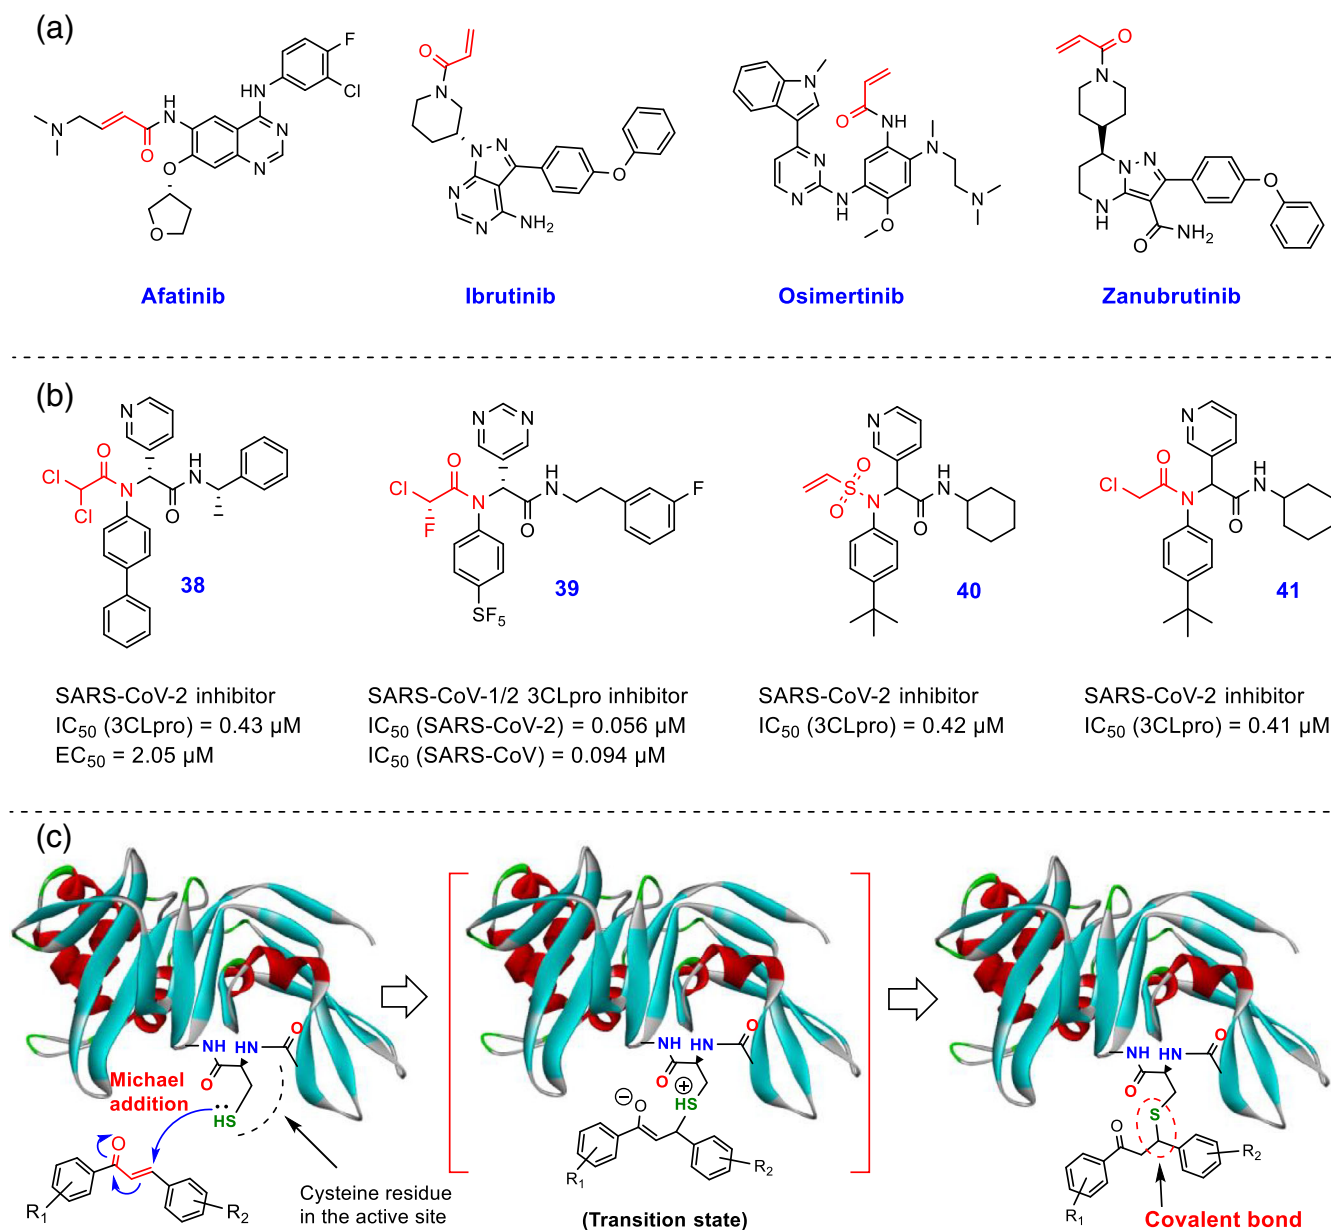 (a)
Afatinib
Ibrutinib
Osimertinib
Zanubrutinib
(b)
38
39
40
41
SARS-CoV-2 inhibitor
IC50 (3CLpro) = 0.43 µM
EC50 = 2.05 µM
SARS-CoV-1/2 3CLpro inhibitor
IC50 (SARS-CoV-2) = 0.056 µM
IC50 (SARS-CoV) = 0.094 µM
SARS-CoV-2 inhibitor
IC50 (3CLpro) = 0.42 µM
SARS-CoV-2 inhibitor
IC50 (3CLpro) = 0.41 µM
(c)
Michael
addition
Cysteine residue
in the active site
(Transition state)
Covalent bond